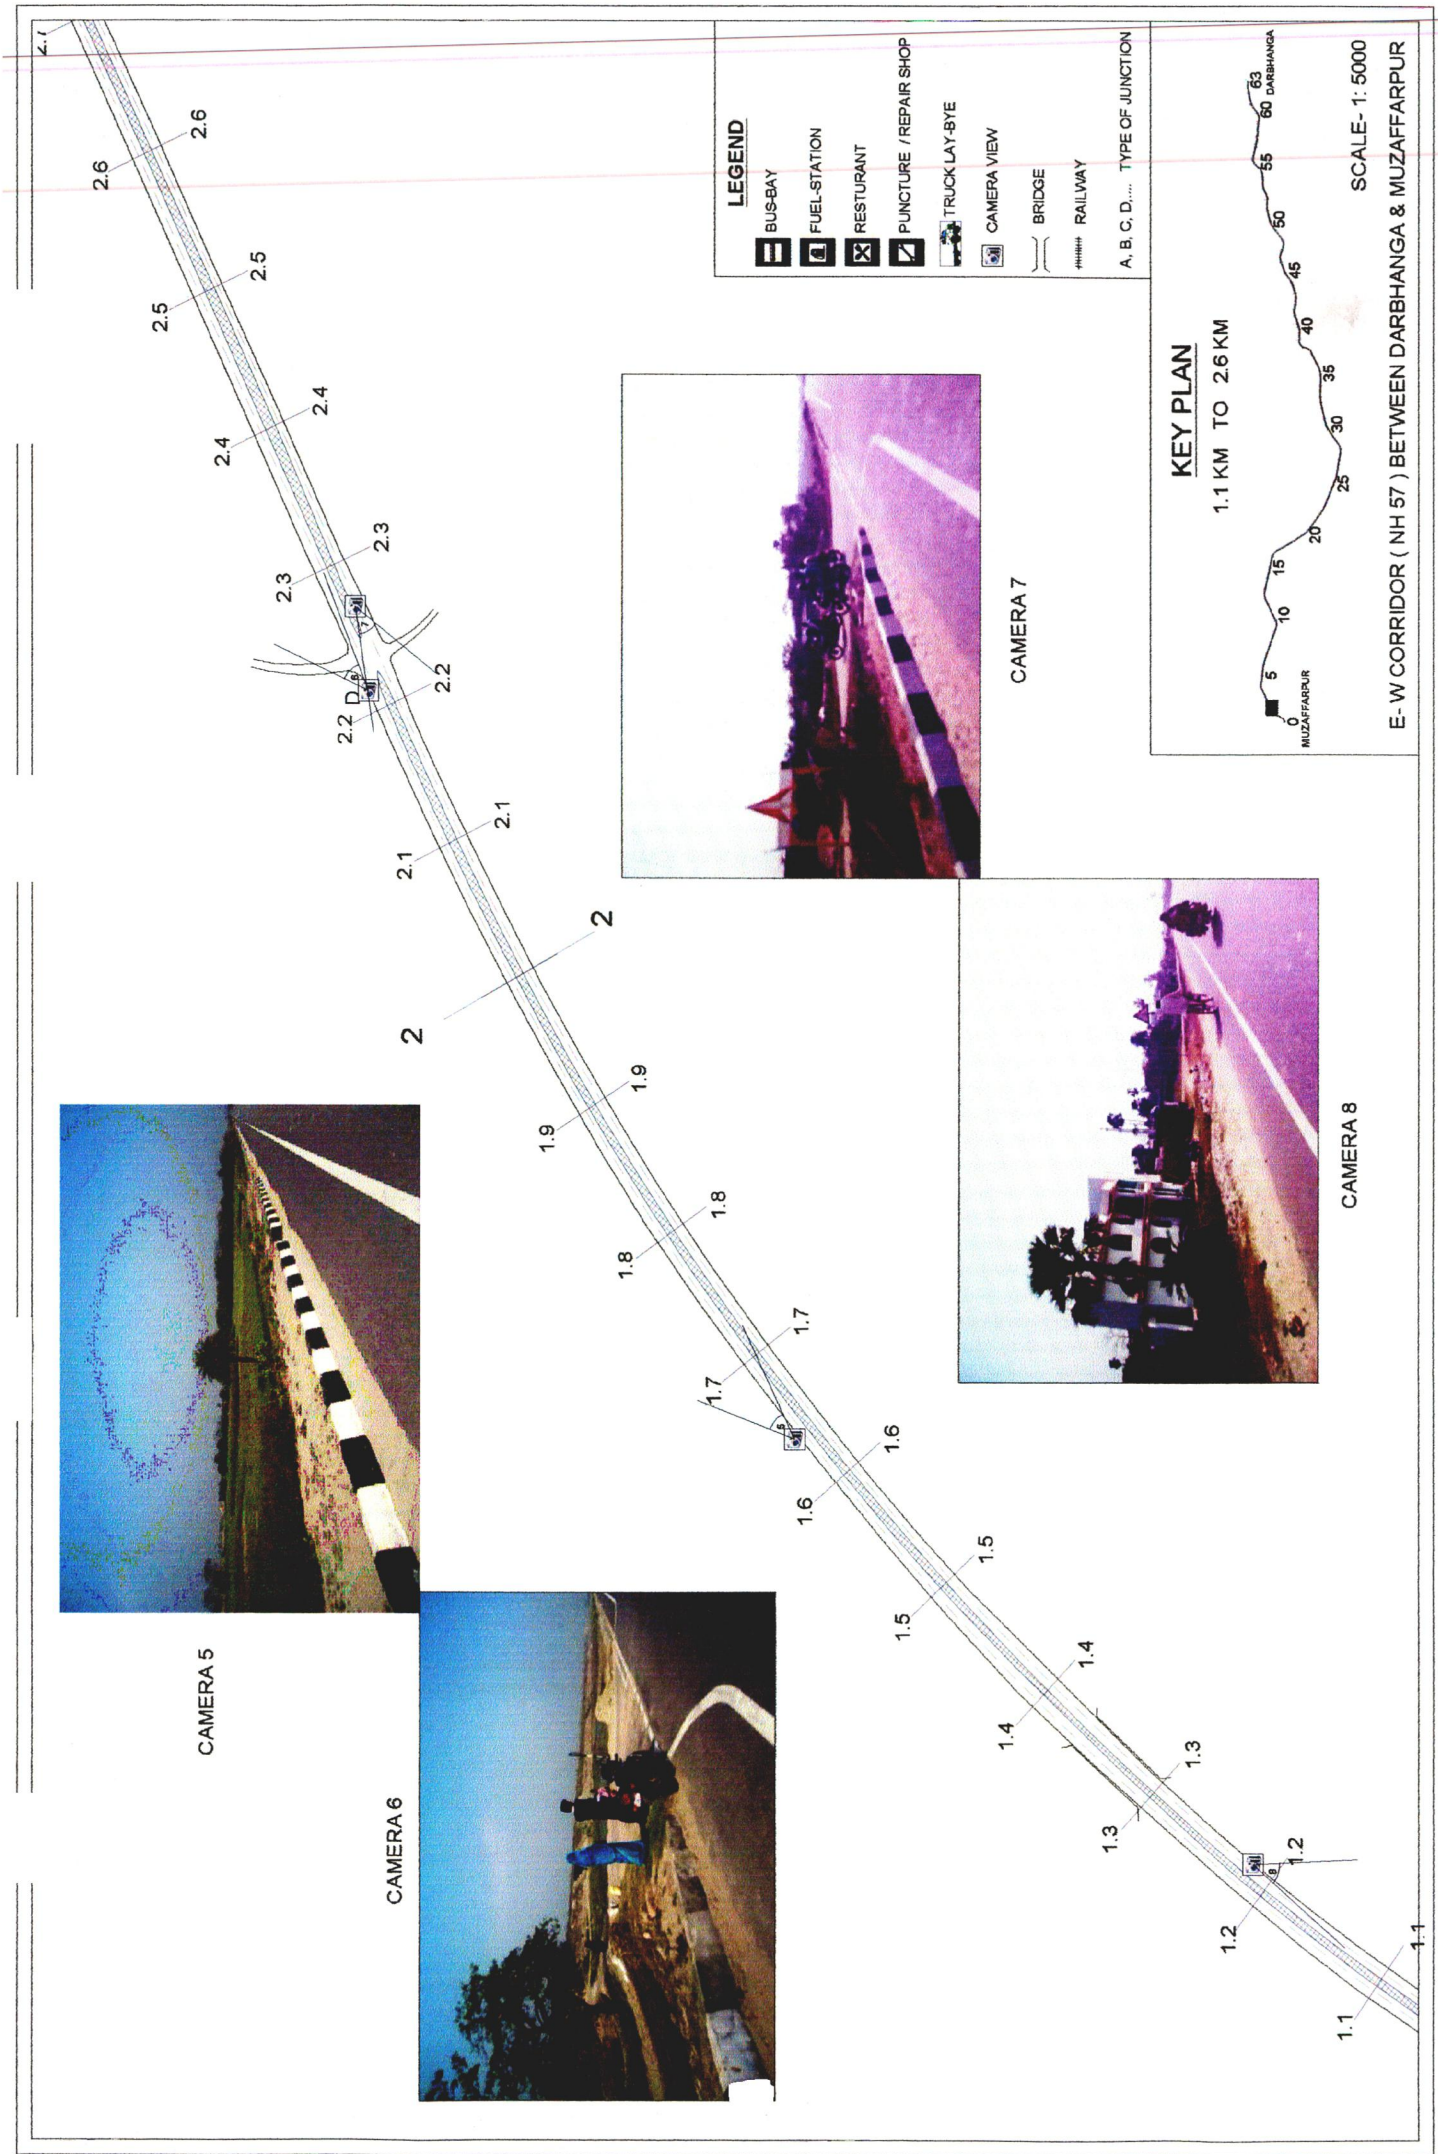 CAMERA 5
CAMERA 6
CAMERA 7
CAMERA 8
1.1
1.1
1.2
1.2
8
1.3
1.3
1.4
1.4
1.5
1.5
1.6
1.6
5
1.7
1.7
1.8
1.8
1.9
1.9
2
2
2.1
2.1
2.2
2.2
D
6
7
2.3
2.3
2.4
2.4
2.5
2.5
2.6
2.6
2.7
LEGEND
BUS-BAY
FUEL-STATION
RESTURANT
PUNCTURE / REPAIR SHOP
TRUCK LAY-BYE
CAMERA VIEW
BRIDGE
RAILWAY
A, B, C, D.... TYPE OF JUNCTION
KEY PLAN
1.1 KM TO 2.6 KM
0
MUZAFFARPUR
5
10
15
20
25
30
35
40
45
50
55
60
63
DARBHANGA
SCALE- 1: 5000
E- W CORRIDOR ( NH 57 ) BETWEEN DARBHANGA & MUZAFFARPUR